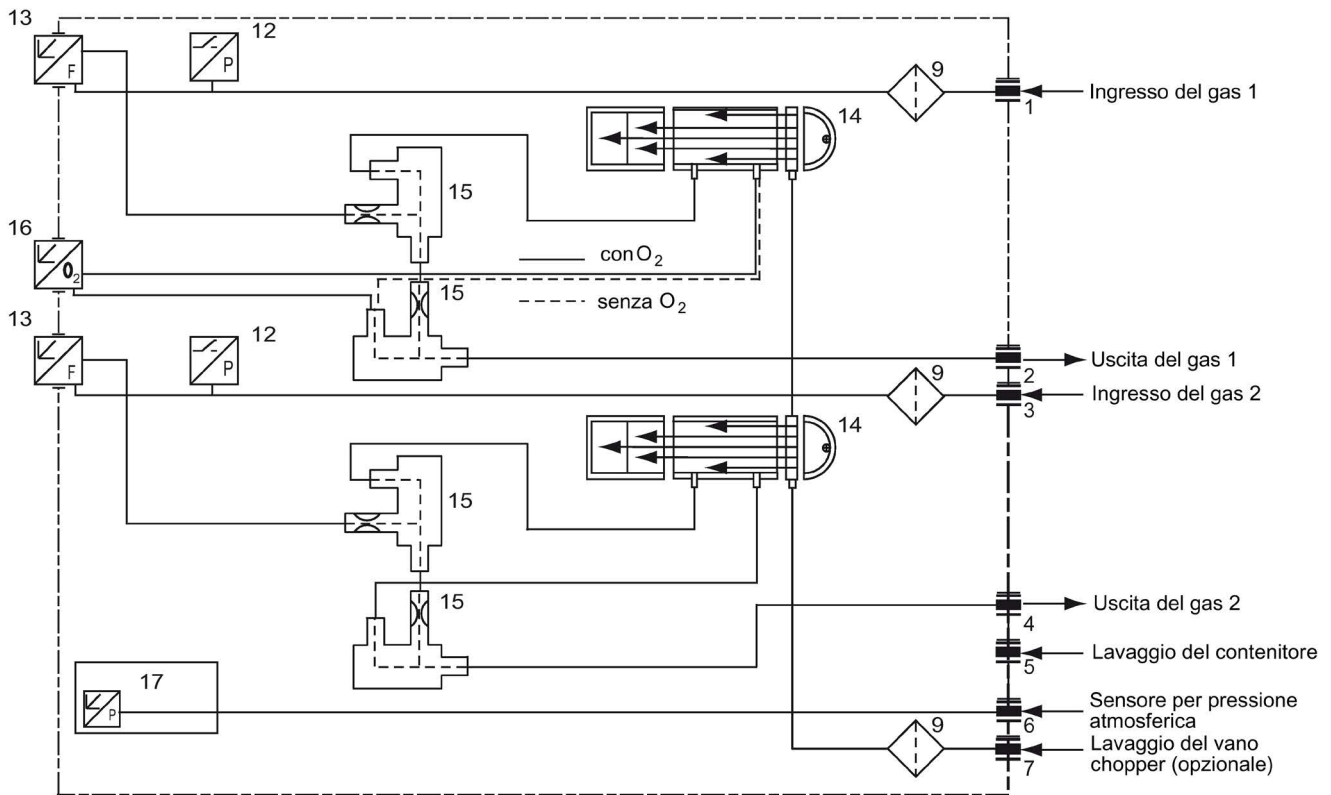 13
12
F
P
9
Ingresso del gas 1
1
14
15
16
con O2
O2
15
senza O2
13
12
F
P
9
Uscita del gas 1
2
Ingresso del gas 2
3
14
15
15
Uscita del gas 2
4
Lavaggio del contenitore
5
17
P
Sensore per pressione
atmosferica
6
9
Lavaggio del vano
chopper (opzionale)
7